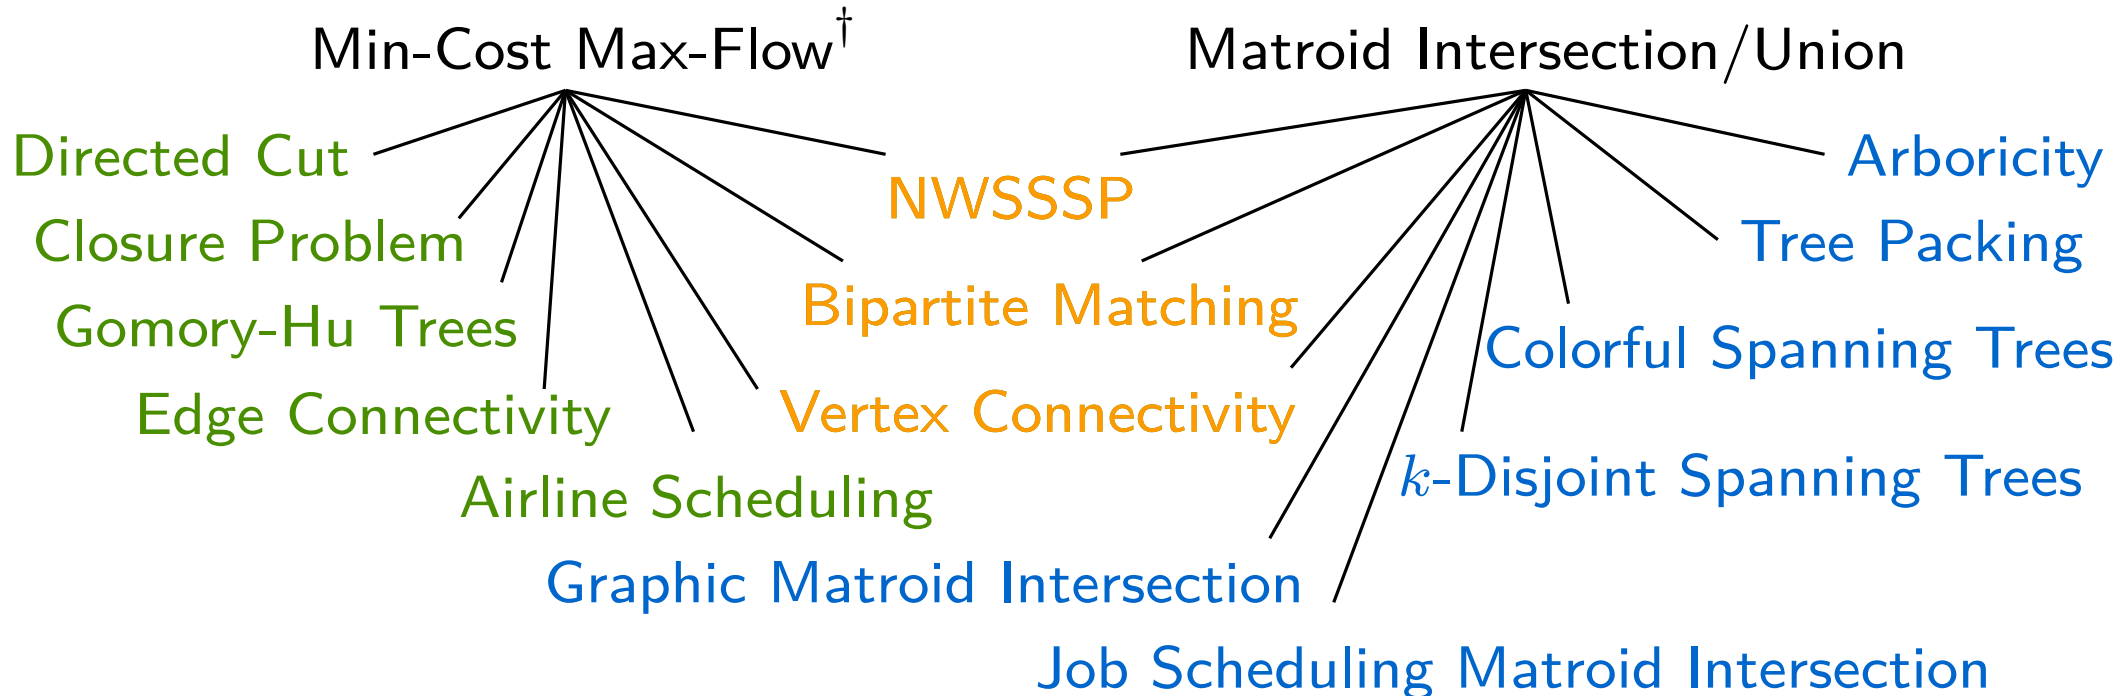 Min-Cost Max-Flow†
Matroid Intersection/Union
Directed Cut
Arboricity
NWSSSP
Closure Problem
Tree Packing
Bipartite Matching
Gomory-Hu Trees
Colorful Spanning Trees
Edge Connectivity
Vertex Connectivity
k-Disjoint Spanning Trees
Airline Scheduling
Graphic Matroid Intersection
Job Scheduling Matroid Intersection